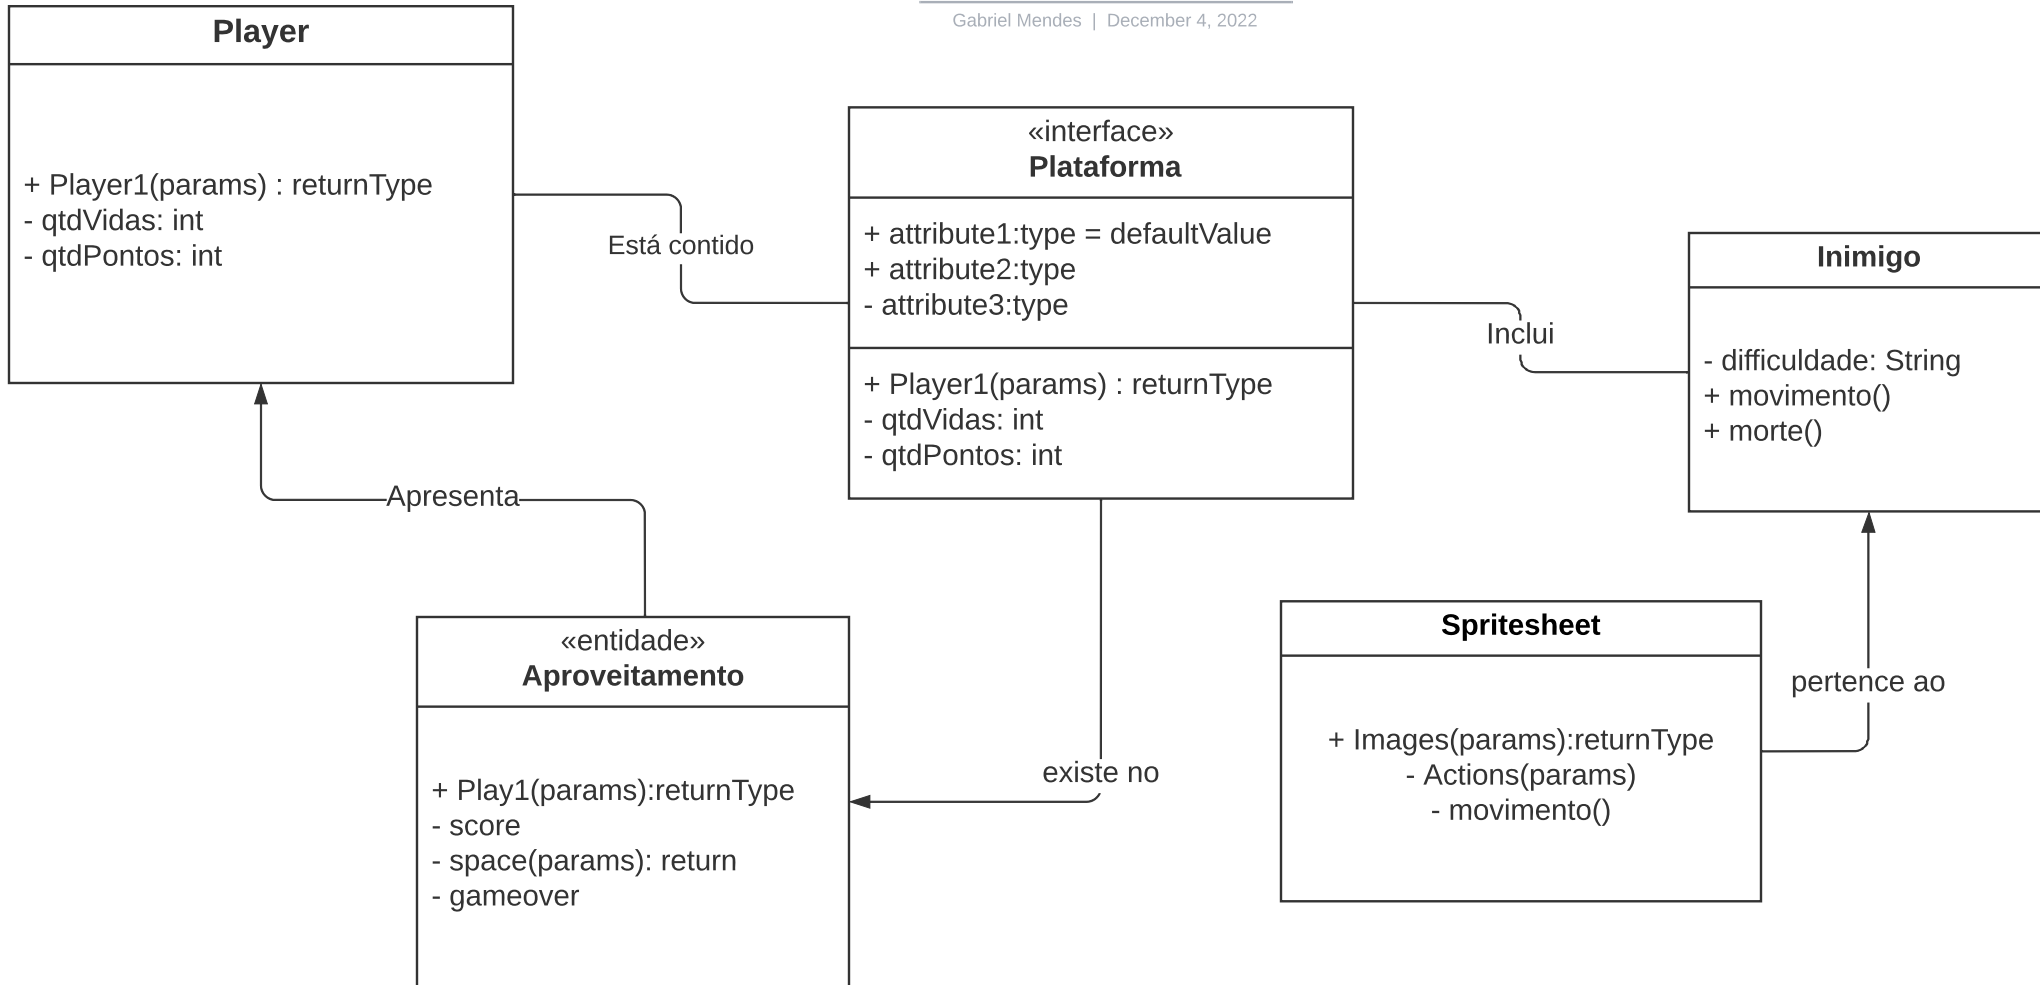 Gabriel Mendes | December 4, 2022
Player
+ Player1(params) : returnType
- qtdVidas: int
- qtdPontos: int
Está contido
«interface»
Plataforma
+ attribute1:type = defaultValue
+ attribute2:type
- attribute3:type
+ Player1(params) : returnType
- qtdVidas: int
- qtdPontos: int
Inclui
Inimigo
- difficuldade: String
+ movimento()
+ morte()
Apresenta
«entidade»
Aproveitamento
+ Play1(params):returnType
- score
- space(params): return
- gameover
existe no
Spritesheet
+ Images(params):returnType
- Actions(params)
- movimento()
pertence ao